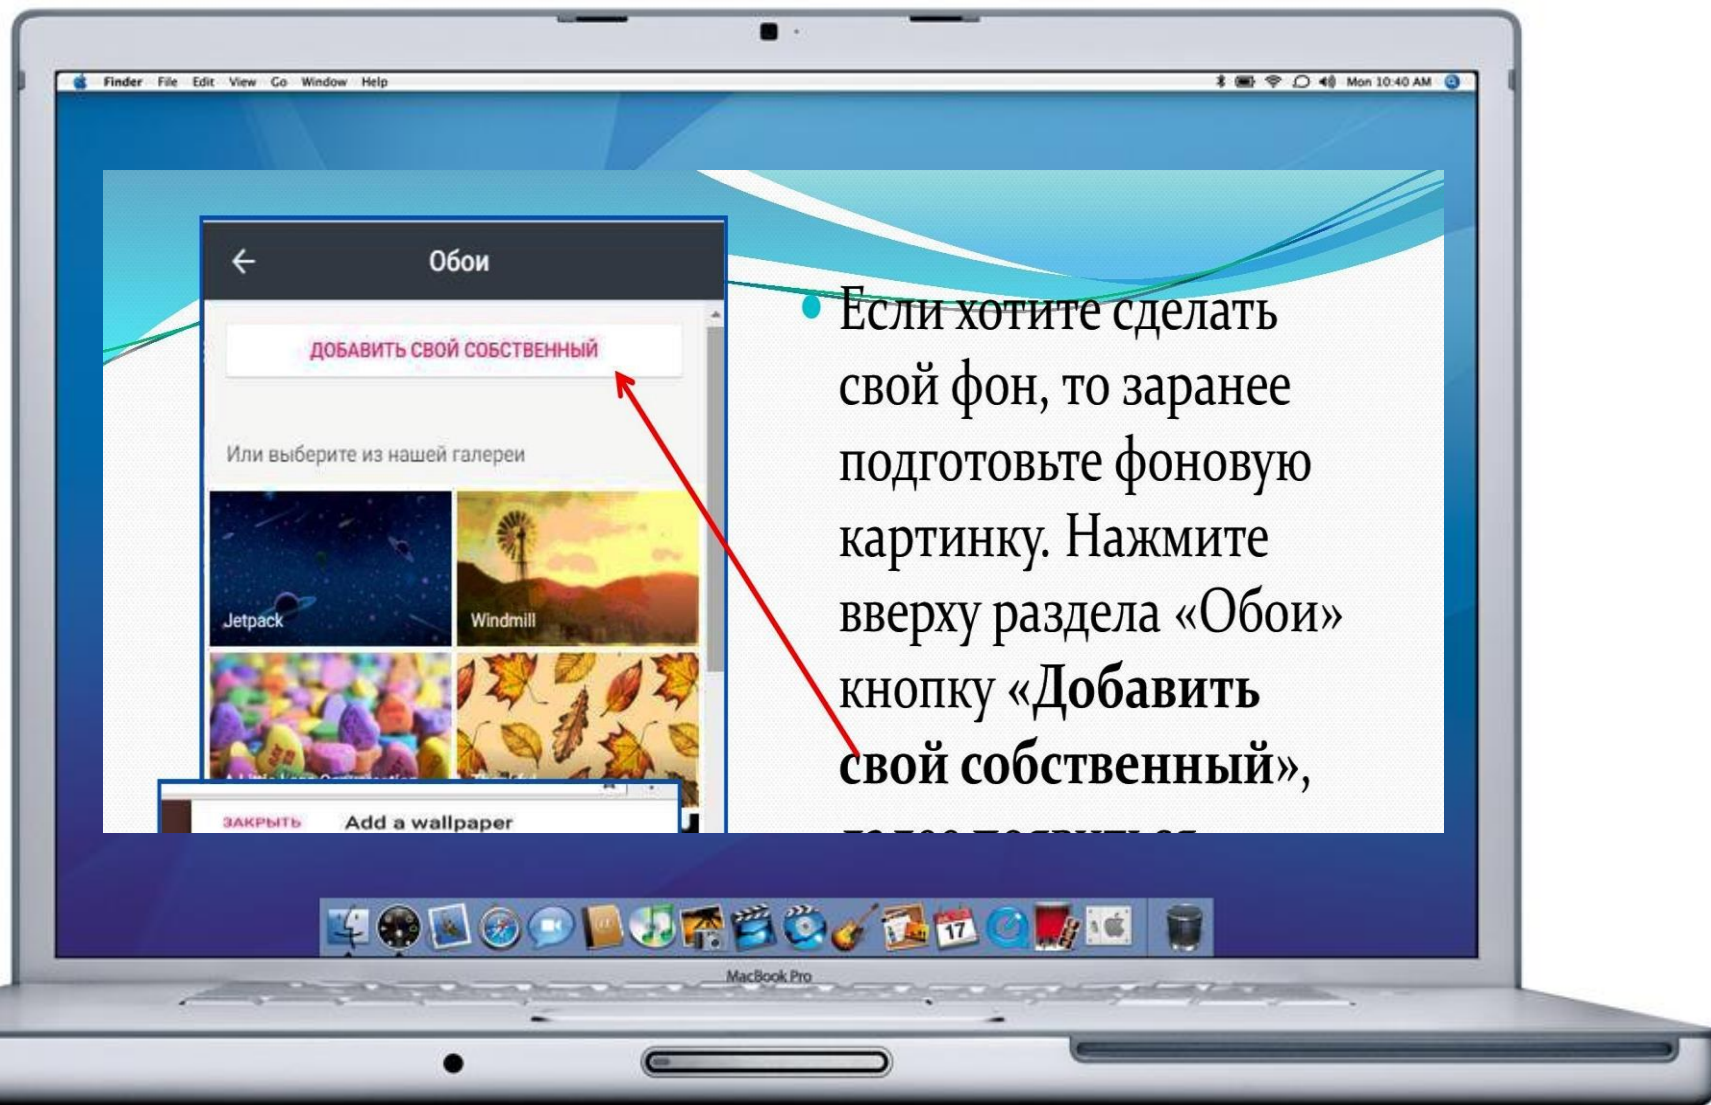 Finder File Edit View Go Window Help
Mon 10:40 AM
Обои
ДОБАВИТЬ СВОЙ СОБСТВЕННЫЙ
Или выберите из нашей галереи
Jetpack
Windmill
ЗАКРЫТЬ Add a wallpaper
• Если хотите сделать
свой фон, то заранее
подготовьте фоновую
картинку. Нажмите
вверху раздела «Обои»
кнопку «Добавить
свой собственный»,
17
MacBook Pro